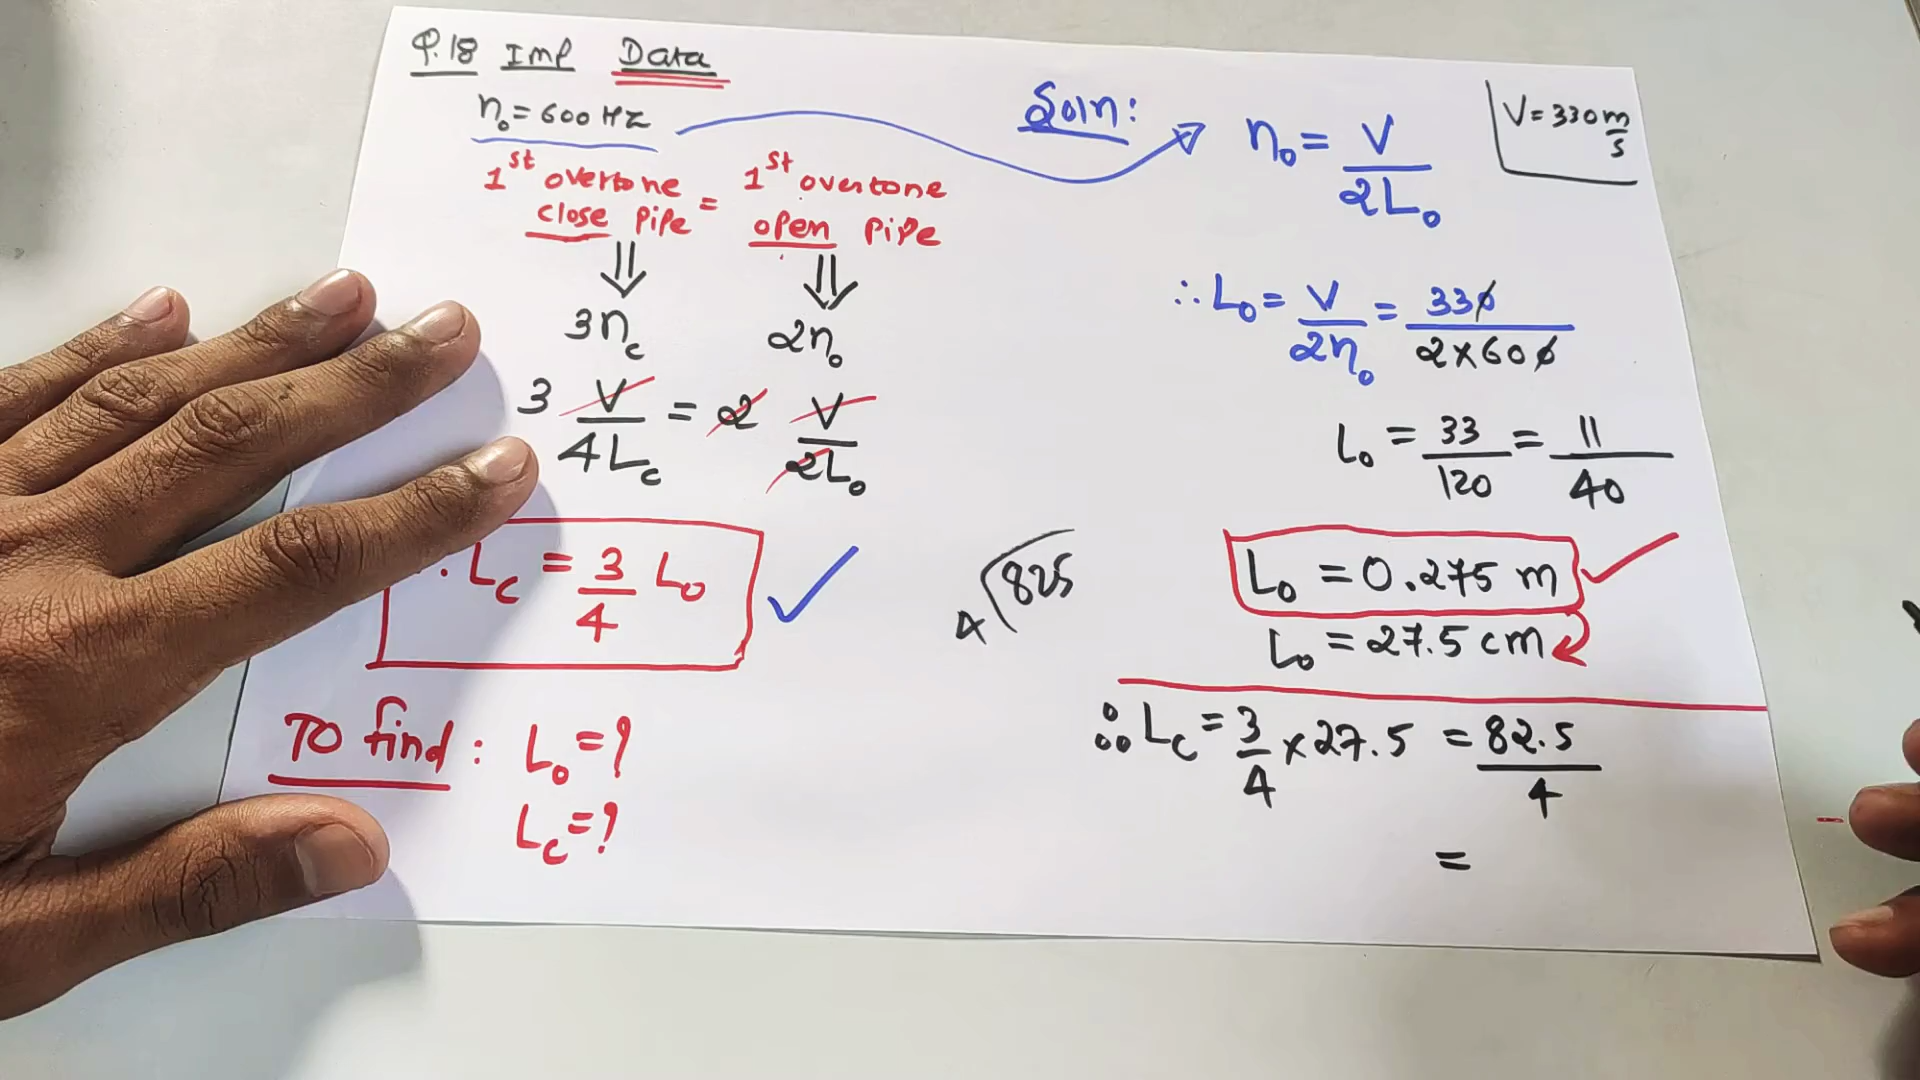 Q.18 Imp Data
n₀ = 600 Hz
1st overtone close pipe = 1st overtone open pipe
⇓ ⇓
3n_c 2n₀
3 V/4L_c = 2 V/2L₀
∴ L_c = 3/4 L₀ ✓
To find : L₀ = ?
L_c = ?
4 825
Soln :
V = 330 m/s
n₀ = V/2L₀
∴ L₀ = V/2n₀ = 330/2×600
L₀ = 33/120 = 11/40
L₀ = 0.275 m ✓
L₀ = 27.5 cm
∴ L_c = 3/4 × 27.5 = 82.5/4
=